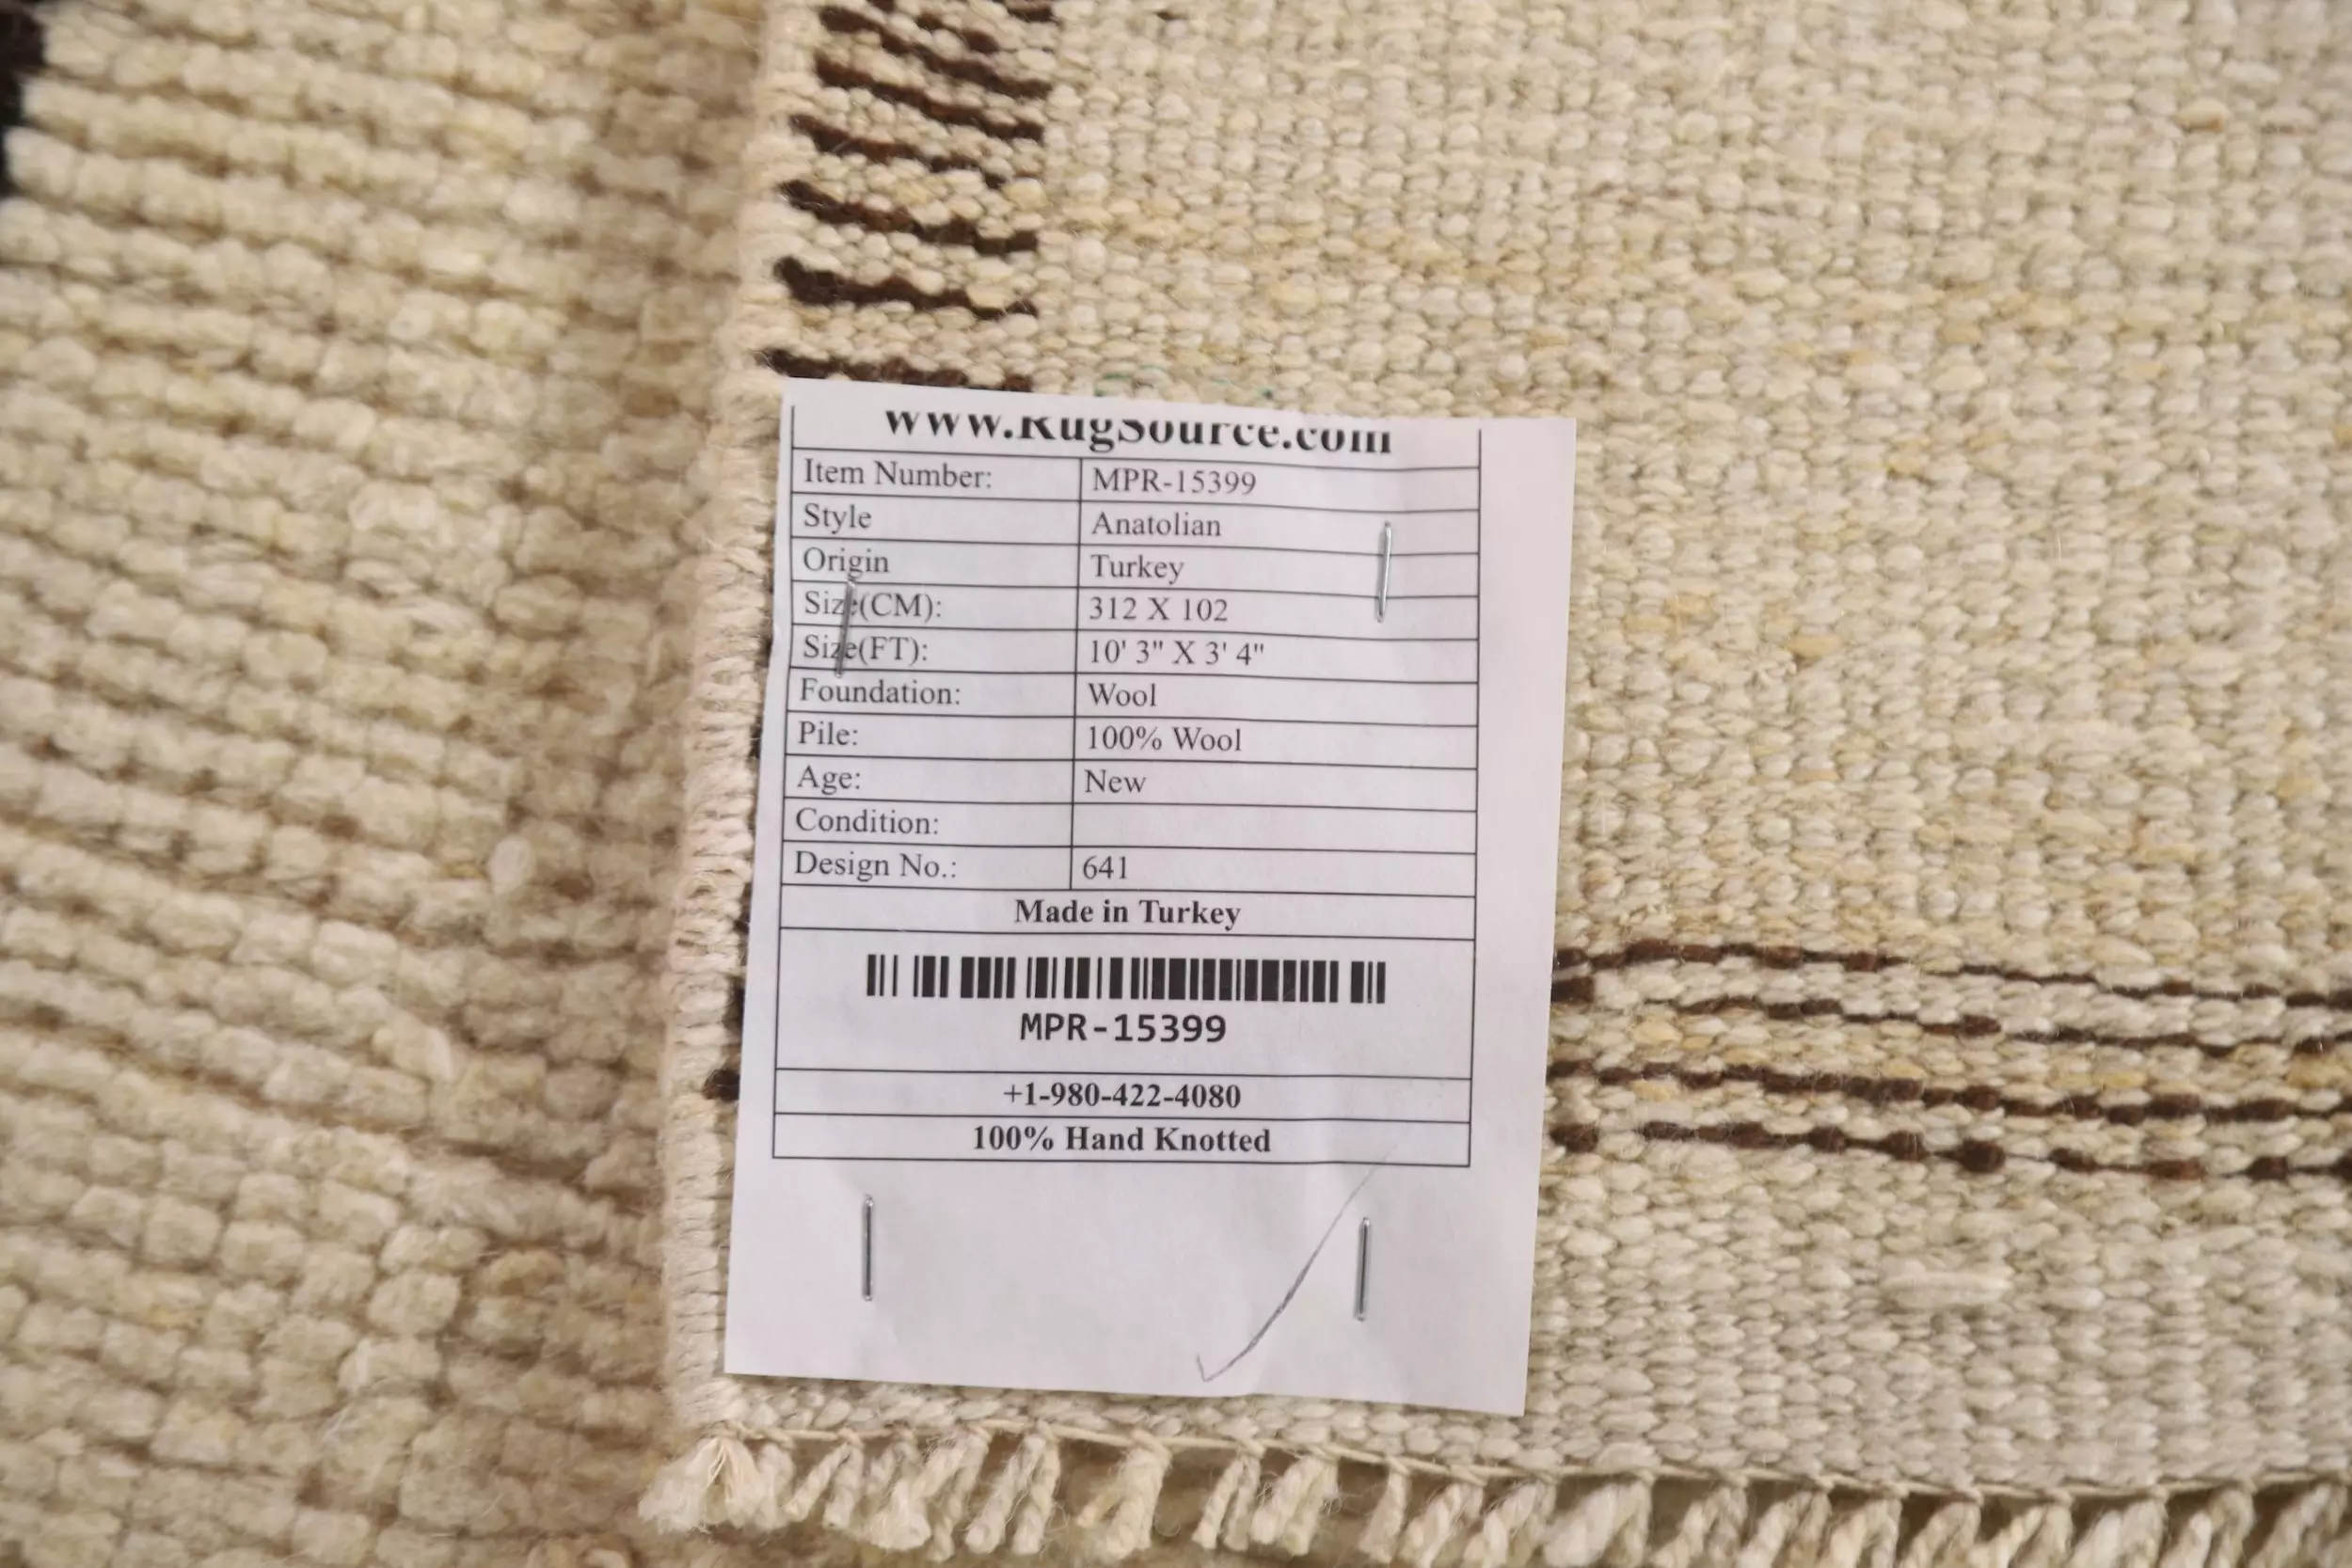 www.RugSource.com
Item Number: MPR-15399
Style Anatolian
Origin Turkey
Size(CM): 312 X 102
Size(FT): 10' 3" X 3' 4"
Foundation: Wool
Pile: 100% Wool
Age: New
Condition:
Design No.: 641
Made in Turkey
MPR-15399
+1-980-422-4080
100% Hand Knotted